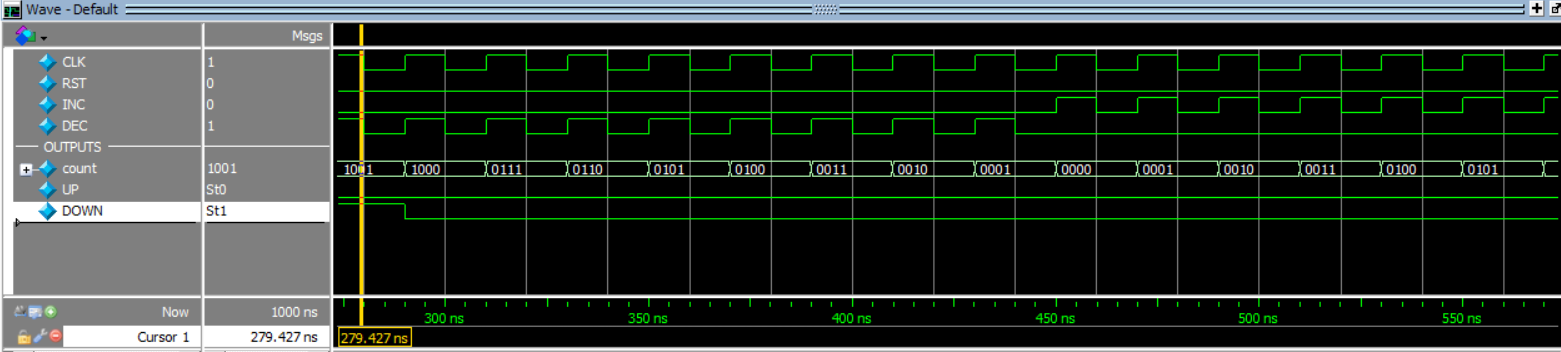 Wave - Default
Msgs
CLK 1
RST 0
INC 0
DEC 1
OUTPUTS
count 1001 1001 1000 0111 0110 0101 0100 0011 0010 0001 0000 0001 0010 0011 0100 0101
UP St0
DOWN St1
Now 1000 ns 300 ns 350 ns 400 ns 450 ns 500 ns 550 ns
Cursor 1 279.427 ns 279.427 ns